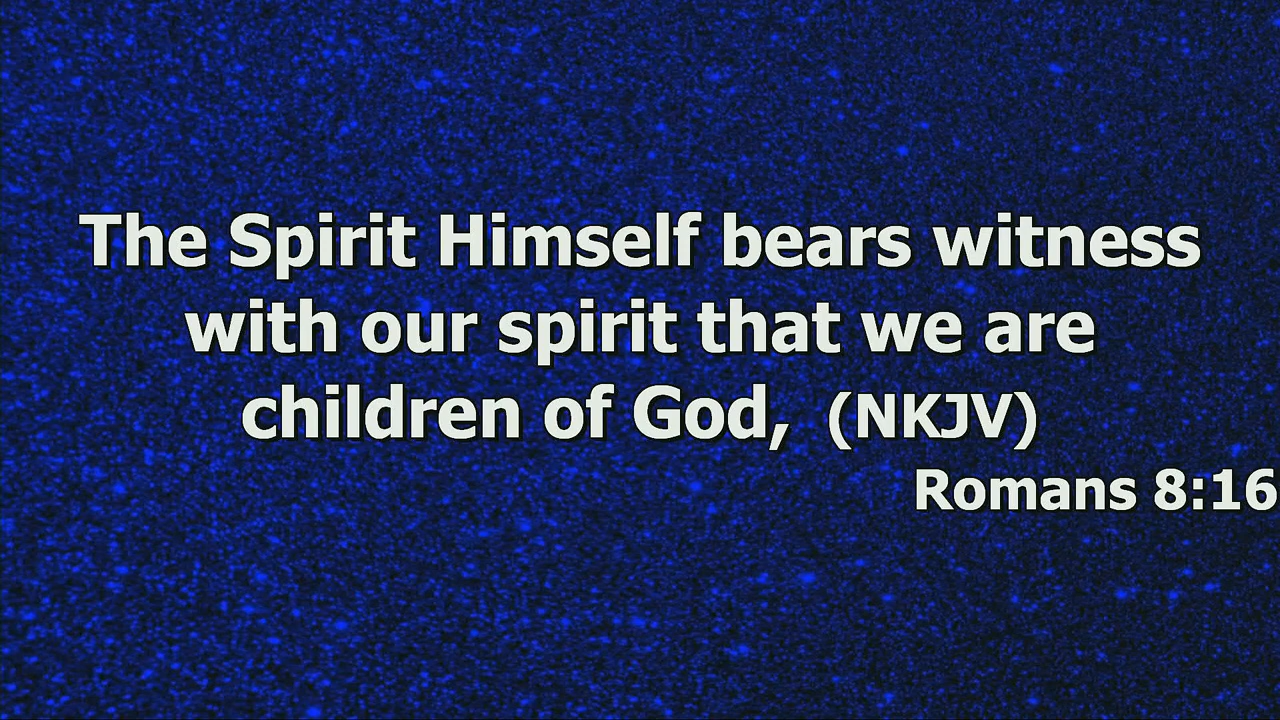 The Spirit Himself bears witness
with our spirit that we are
children of God, (NKJV)
Romans 8:16